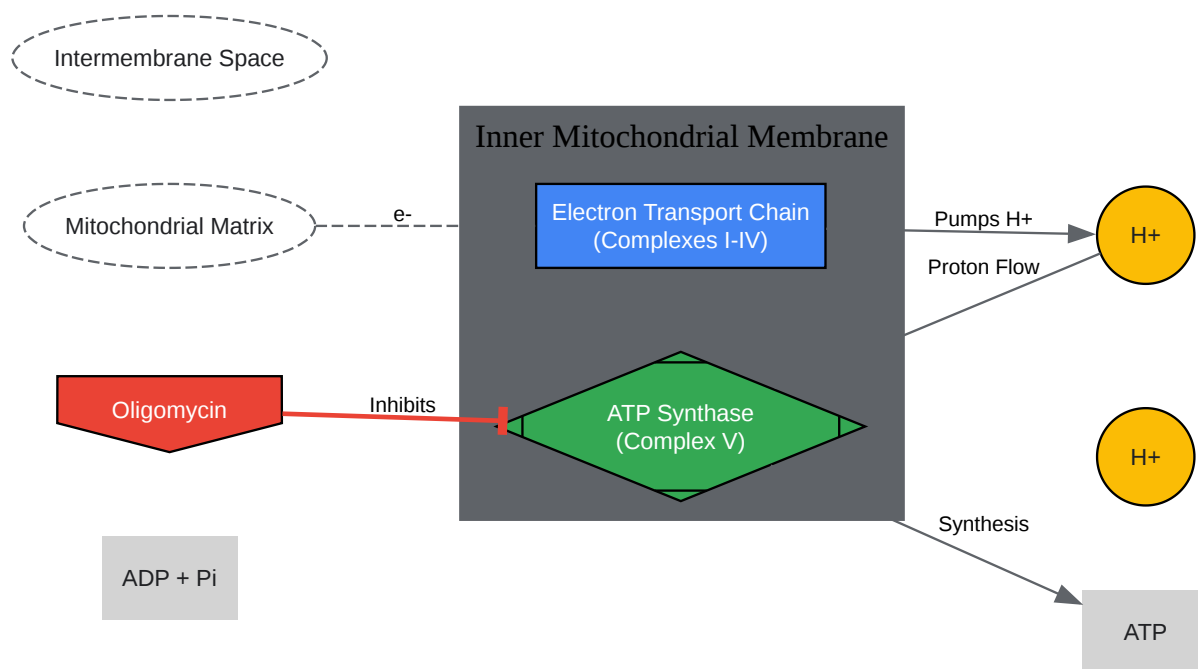 Intermembrane Space
Inner Mitochondrial Membrane
Mitochondrial Matrix
e-
Electron Transport Chain
(Complexes I-IV)
Pumps H+
H+
Proton Flow
Oligomycin
Inhibits
ATP Synthase
(Complex V)
H+
Synthesis
ADP + Pi
ATP